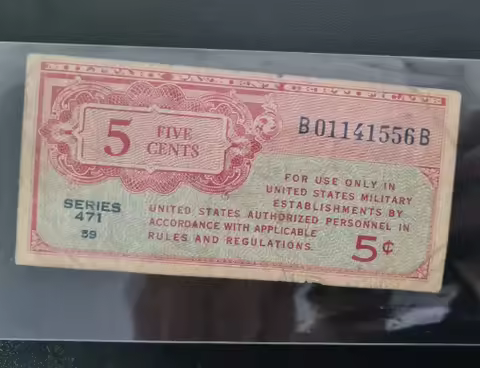 MILITARY PAYMENT CERTIFICATE
5 FIVE
CENTS
B01141556B
FOR USE ONLY IN
UNITED STATES MILITARY
ESTABLISHMENTS BY
UNITED STATES AUTHORIZED PERSONNEL IN
ACCORDANCE WITH APPLICABLE
RULES AND REGULATIONS.
SERIES
471
59
5¢